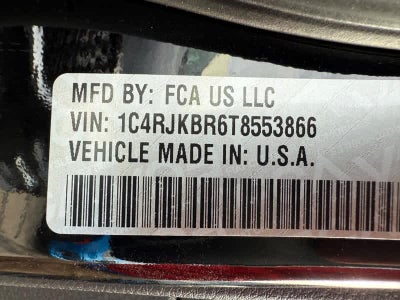 MFD BY: FCA US LLC
VIN: 1C4RJKBR6T8553866
VEHICLE MADE IN: U.S.A.